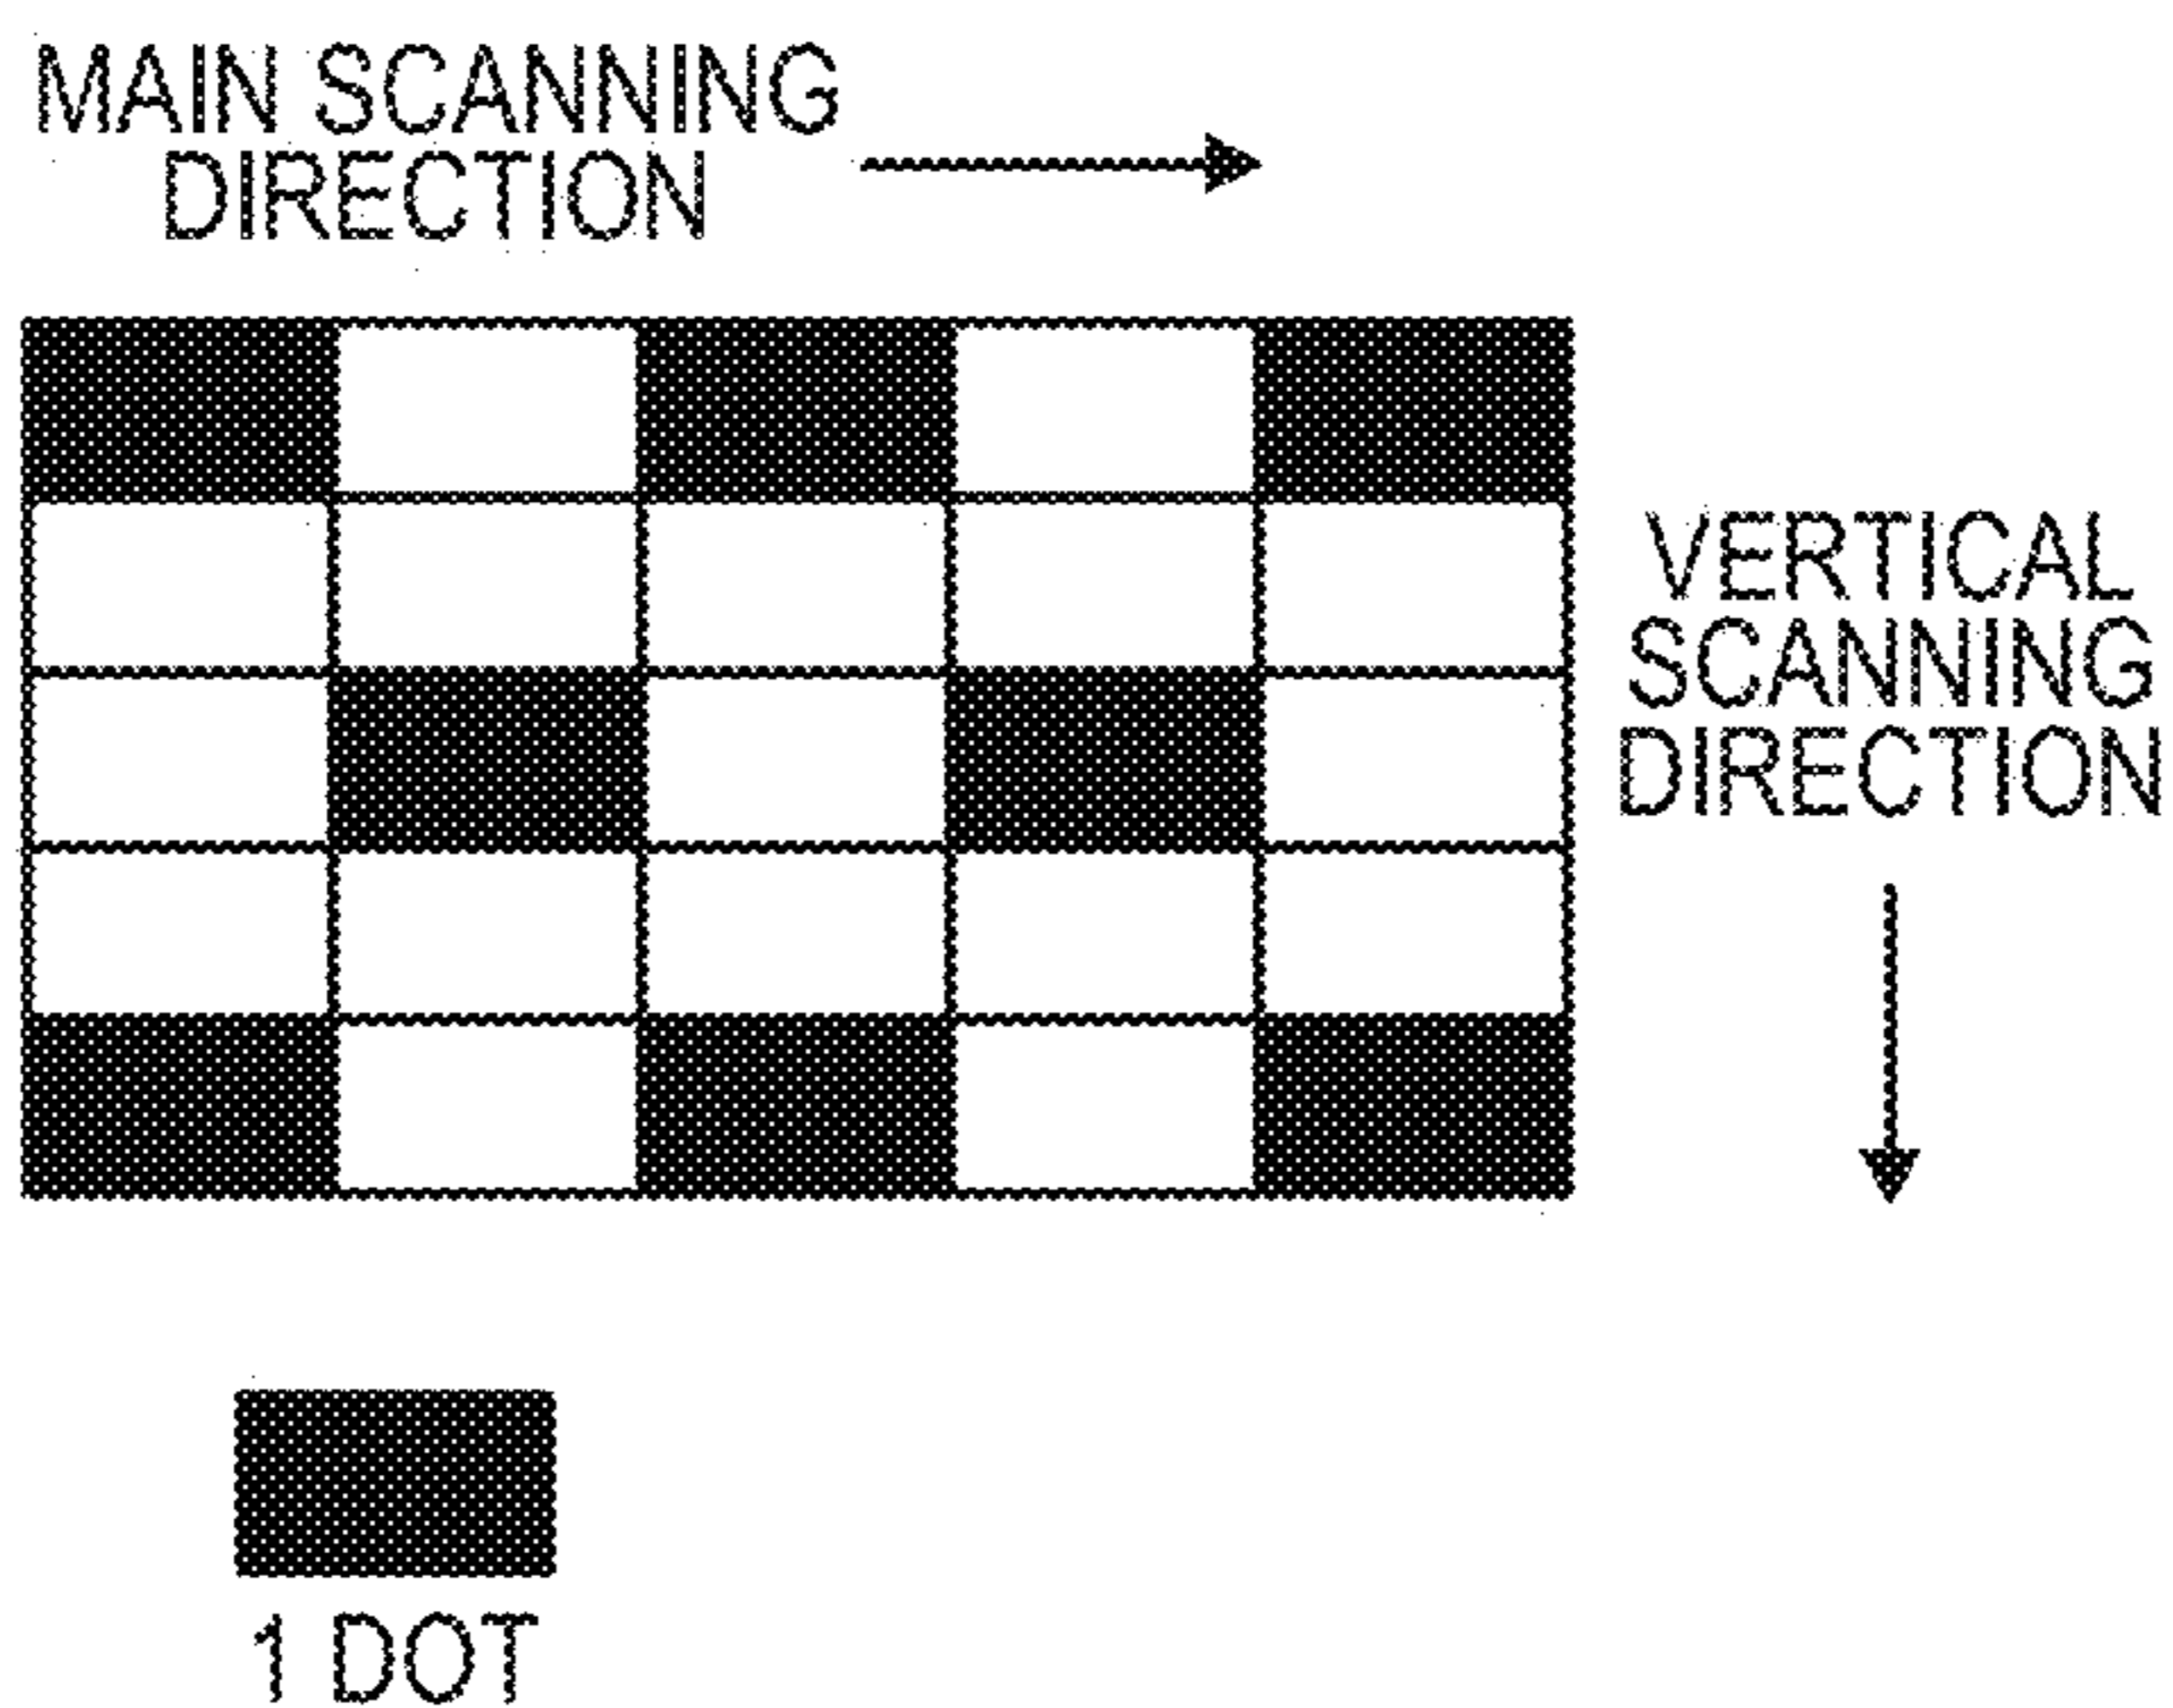 MAIN SCANNING
DIRECTION
VERTICAL
SCANNING
DIRECTION
1 DOT